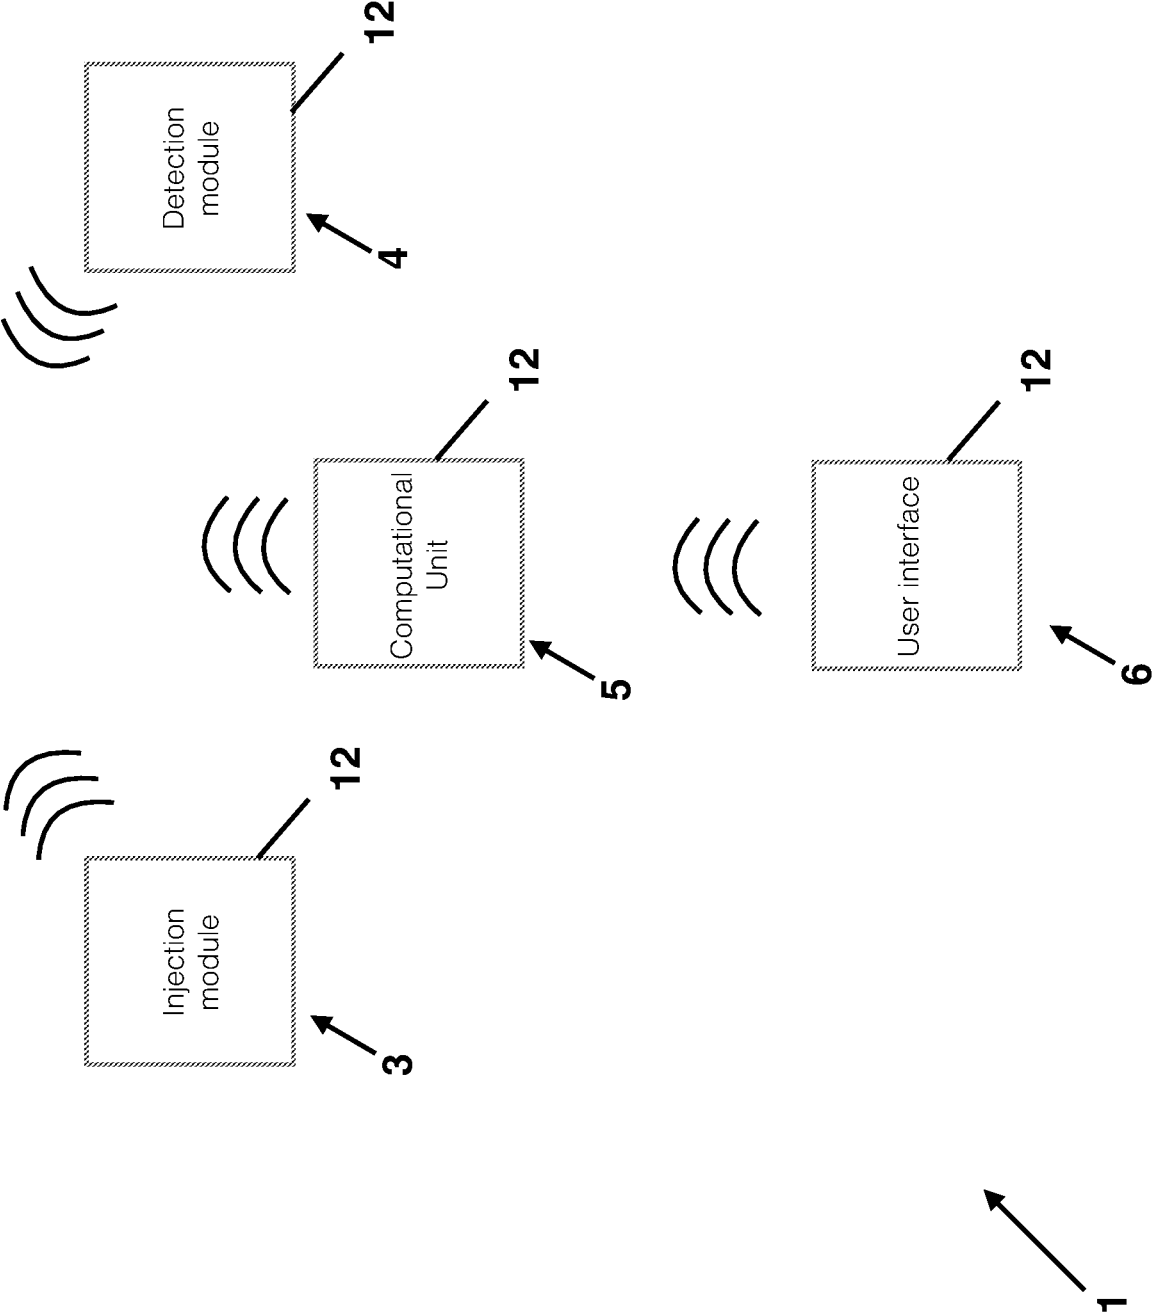 Injection
module
12
3
Detection
module
12
4
Computational
Unit
12
5
User interface
12
6
1